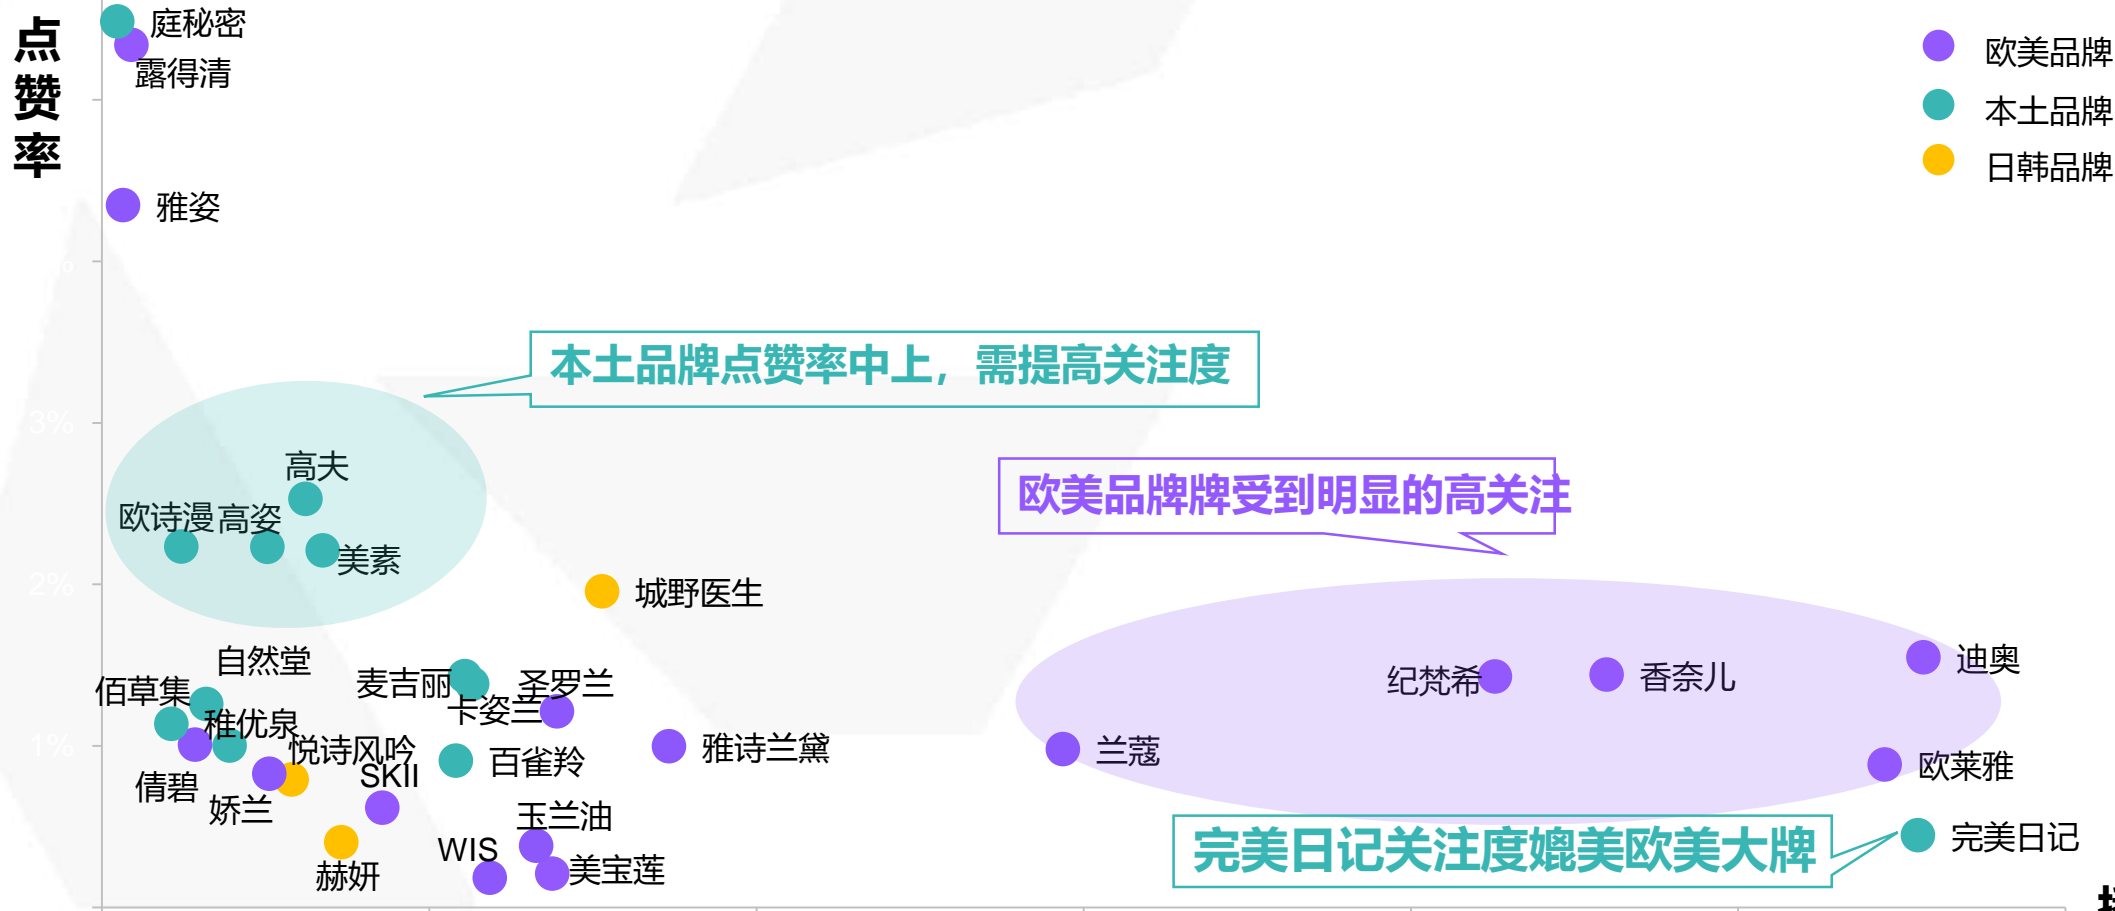 点赞率
庭秘密
露得清
欧美品牌
本土品牌
日韩品牌
雅姿
本土品牌点赞率中上，需提高关注度
3%
高夫
欧诗漫
高姿
美素
欧美品牌牌受到明显的高关注
2%
城野医生
自然堂
佰草集
稚优泉
麦吉丽
圣罗兰
卡姿兰
纪梵希
香奈儿
迪奥
1%
悦诗风吟
倩碧
娇兰
SKII
百雀羚
雅诗兰黛
兰蔻
欧莱雅
玉兰油
WIS
赫妍
美宝莲
完美日记关注度媲美欧美大牌
完美日记